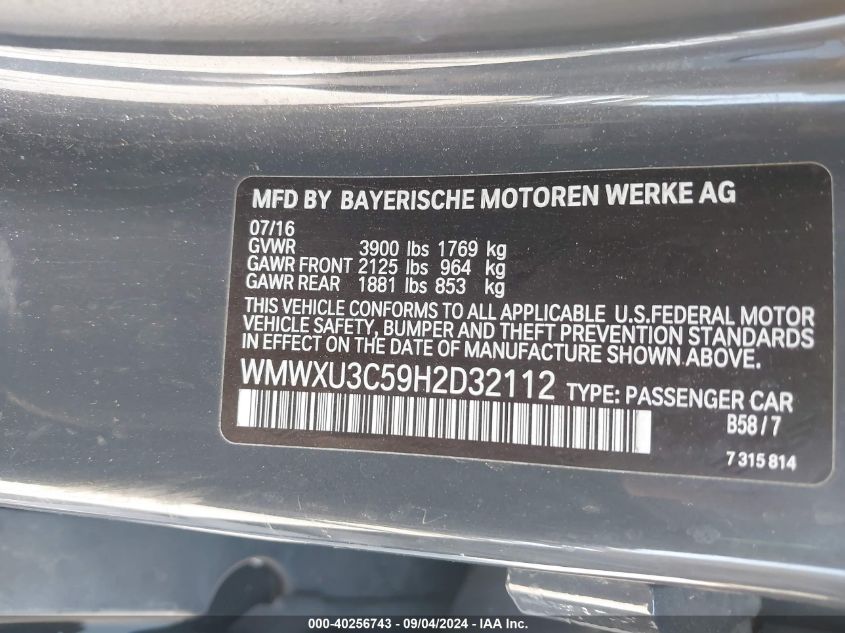 MFD BY BAYERISCHE MOTOREN WERKE AG
07/16
GVWR 3900 lbs 1769 kg
GAWR FRONT 2125 lbs 964 kg
GAWR REAR 1881 lbs 853 kg
THIS VEHICLE CONFORMS TO ALL APPLICABLE U.S.FEDERAL MOTOR
VEHICLE SAFETY, BUMPER AND THEFT PREVENTION STANDARDS
IN EFFECT ON THE DATE OF MANUFACTURE SHOWN ABOVE.
WMWXU3C59H2D32112 TYPE: PASSENGER CAR
B58 / 7
7 315 814
000-40256743 - 09/04/2024 - IAA Inc.